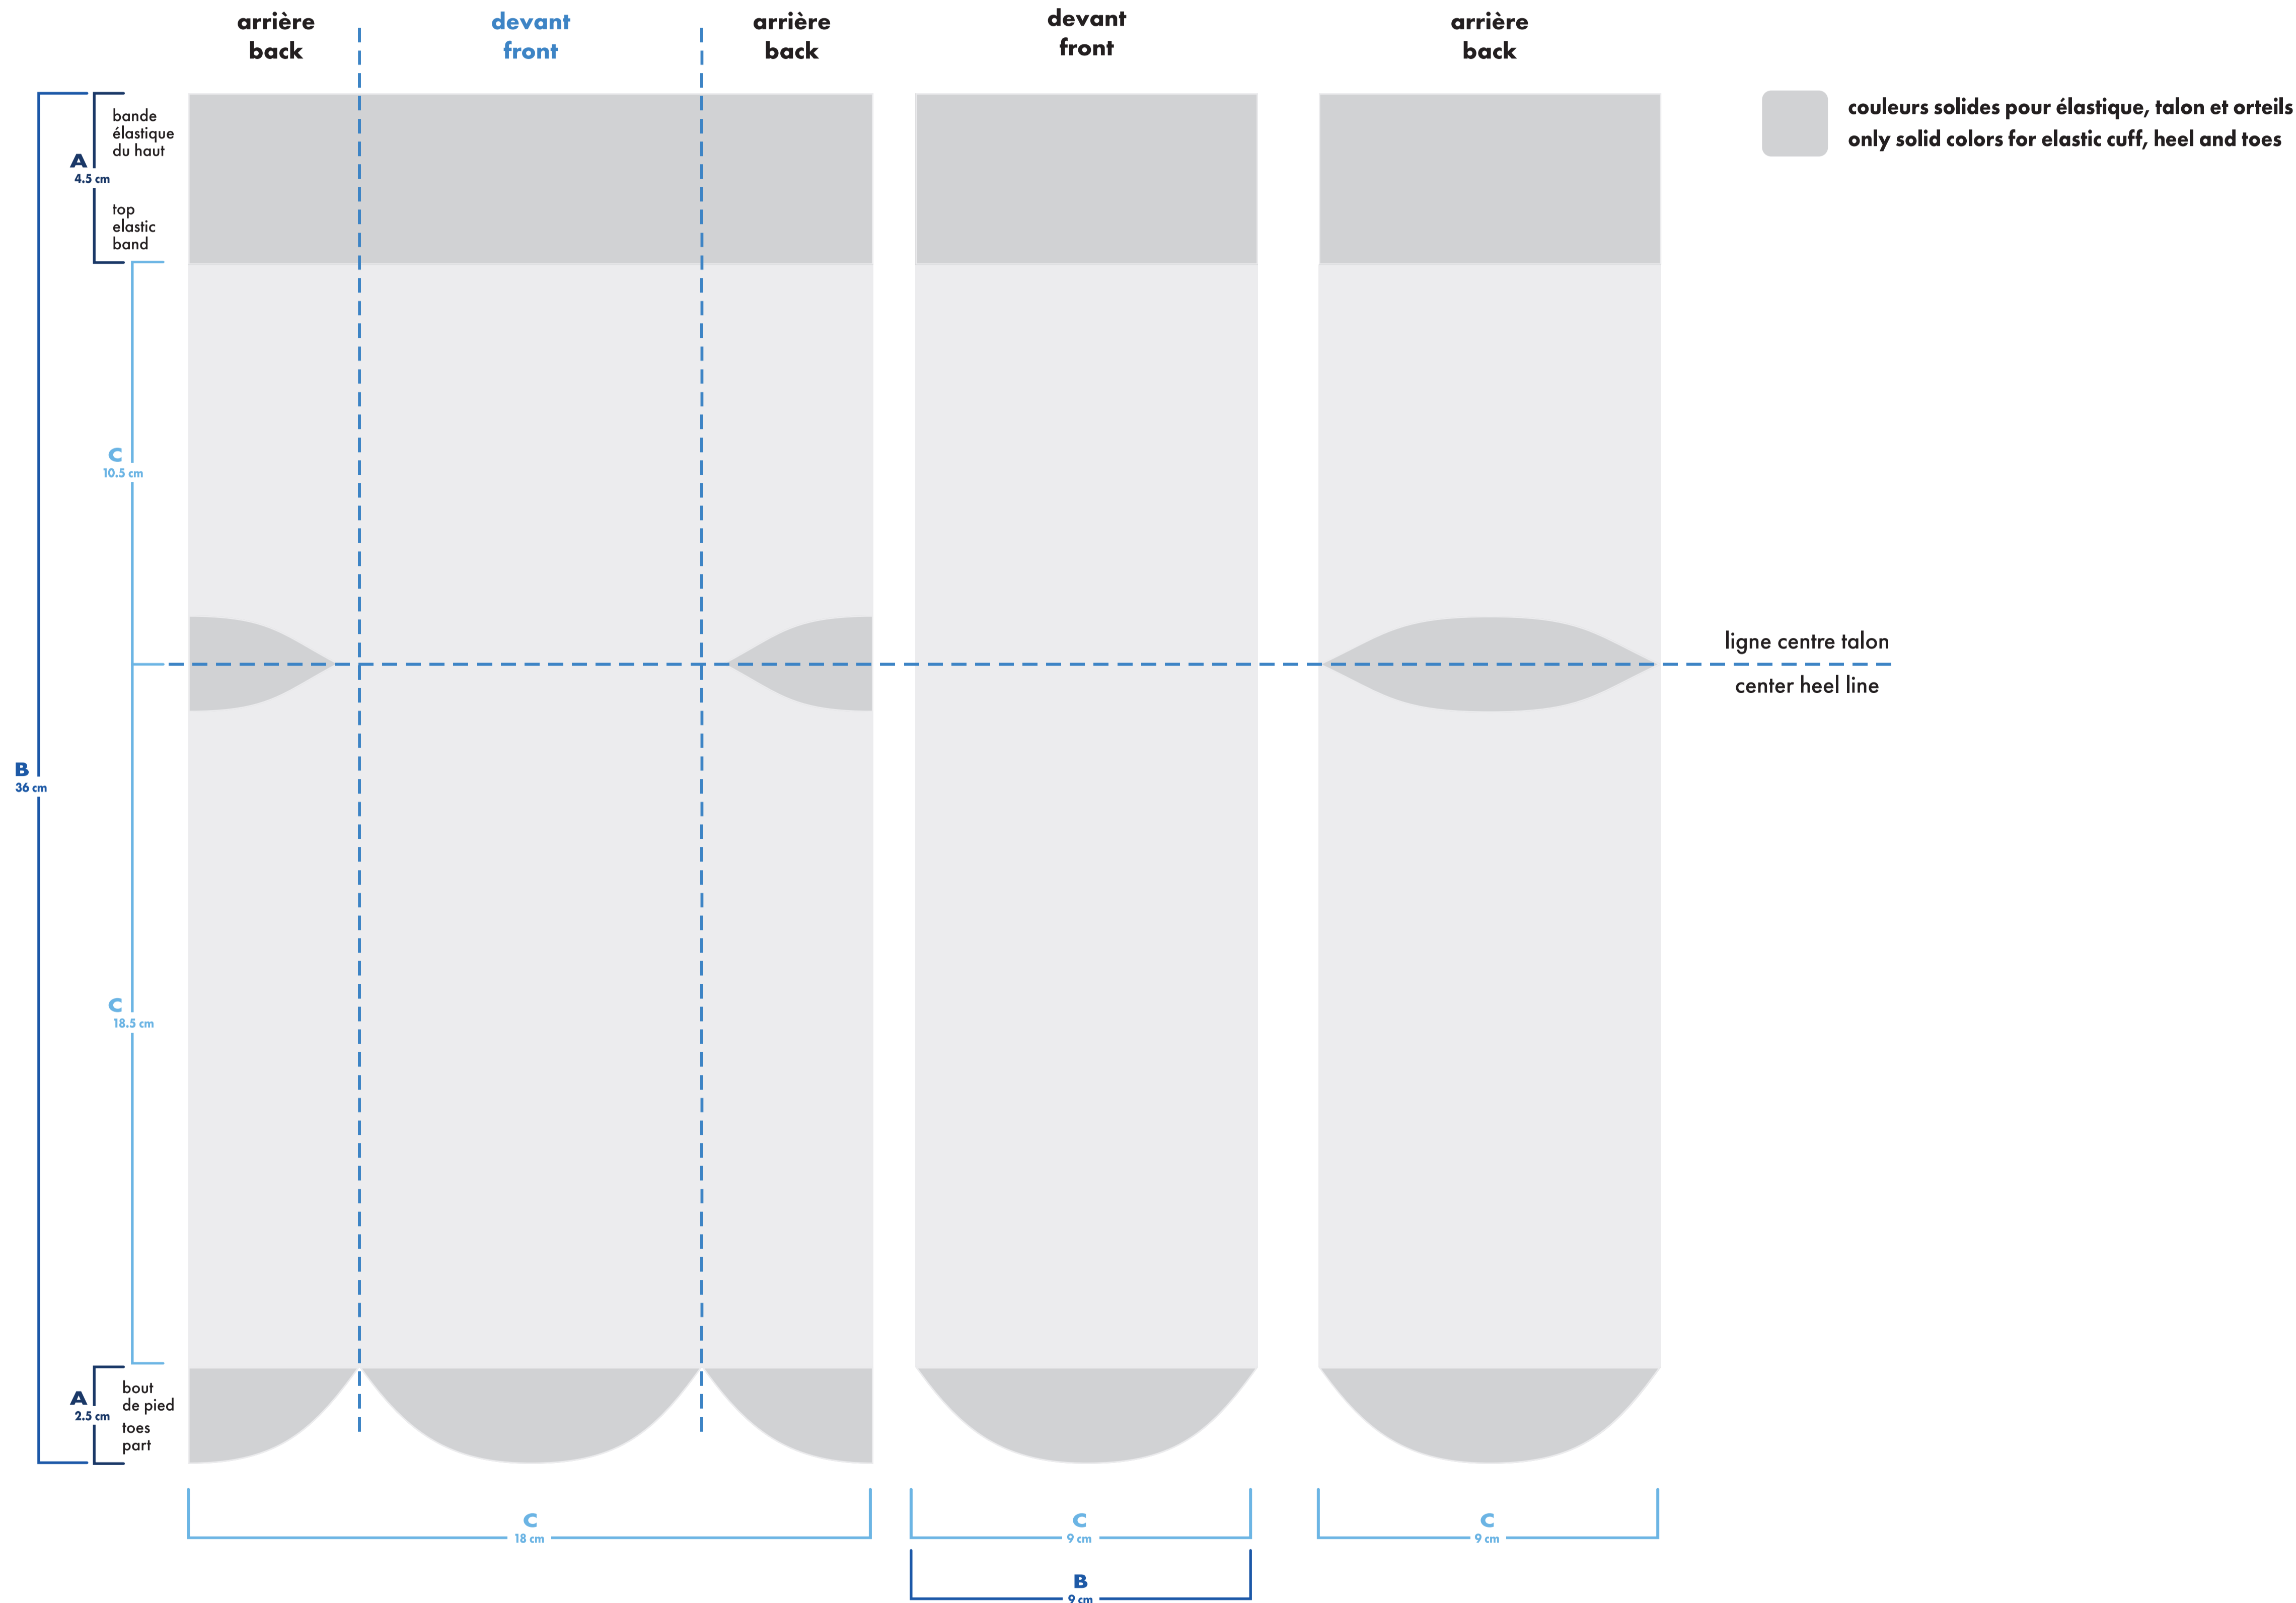 arrière
back
devant
front
arrière
back
devant
front
arrière
back
couleurs solides pour élastique, talon et orteils
only solid colors for elastic cuff, heel and toes
bande
élastique
du haut
A
4.5 cm
top
elastic
band
C
10.5 cm
ligne centre talon
center heel line
B
36 cm
C
18.5 cm
A
2.5 cm
bout
de pied
toes
part
C
18 cm
C
9 cm
C
9 cm
B
9 cm